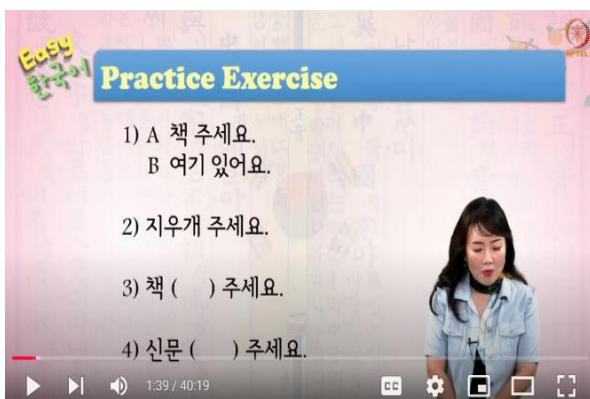 Easy
한국어
Practice Exercise
NPTEL
1) A 책 주세요.
B 여기 있어요.
2) 지우개 주세요.
3) 책 ( ) 주세요.
4) 신문 ( ) 주세요.
1:39 / 40:19
CC